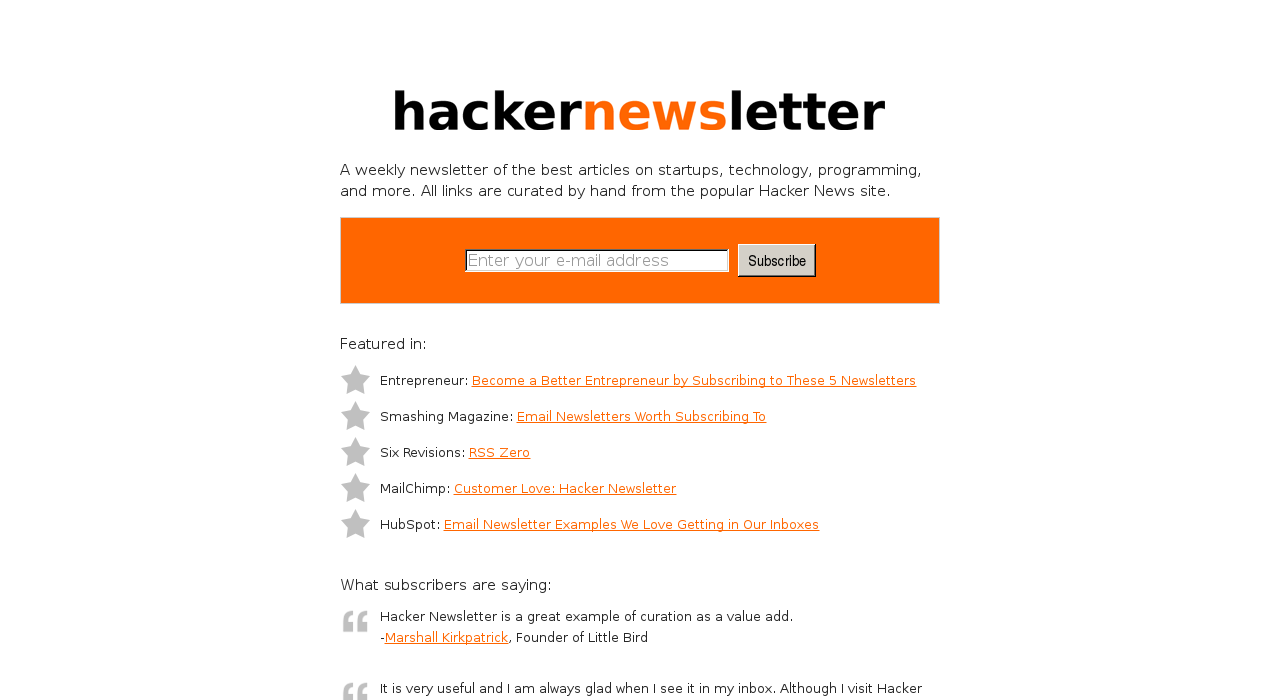 hackernewsletter
A weekly newsletter of the best articles on startups, technology, programming,
and more. All links are curated by hand from the popular Hacker News site.
Enter your e-mail address
Subscribe
Featured in:
Entrepreneur: Become a Better Entrepreneur by Subscribing to These 5 Newsletters
Smashing Magazine: Email Newsletters Worth Subscribing To
Six Revisions: RSS Zero
MailChimp: Customer Love: Hacker Newsletter
HubSpot: Email Newsletter Examples We Love Getting in Our Inboxes
What subscribers are saying:
Hacker Newsletter is a great example of curation as a value add.
-Marshall Kirkpatrick, Founder of Little Bird
It is very useful and I am always glad when I see it in my inbox. Although I visit Hacker